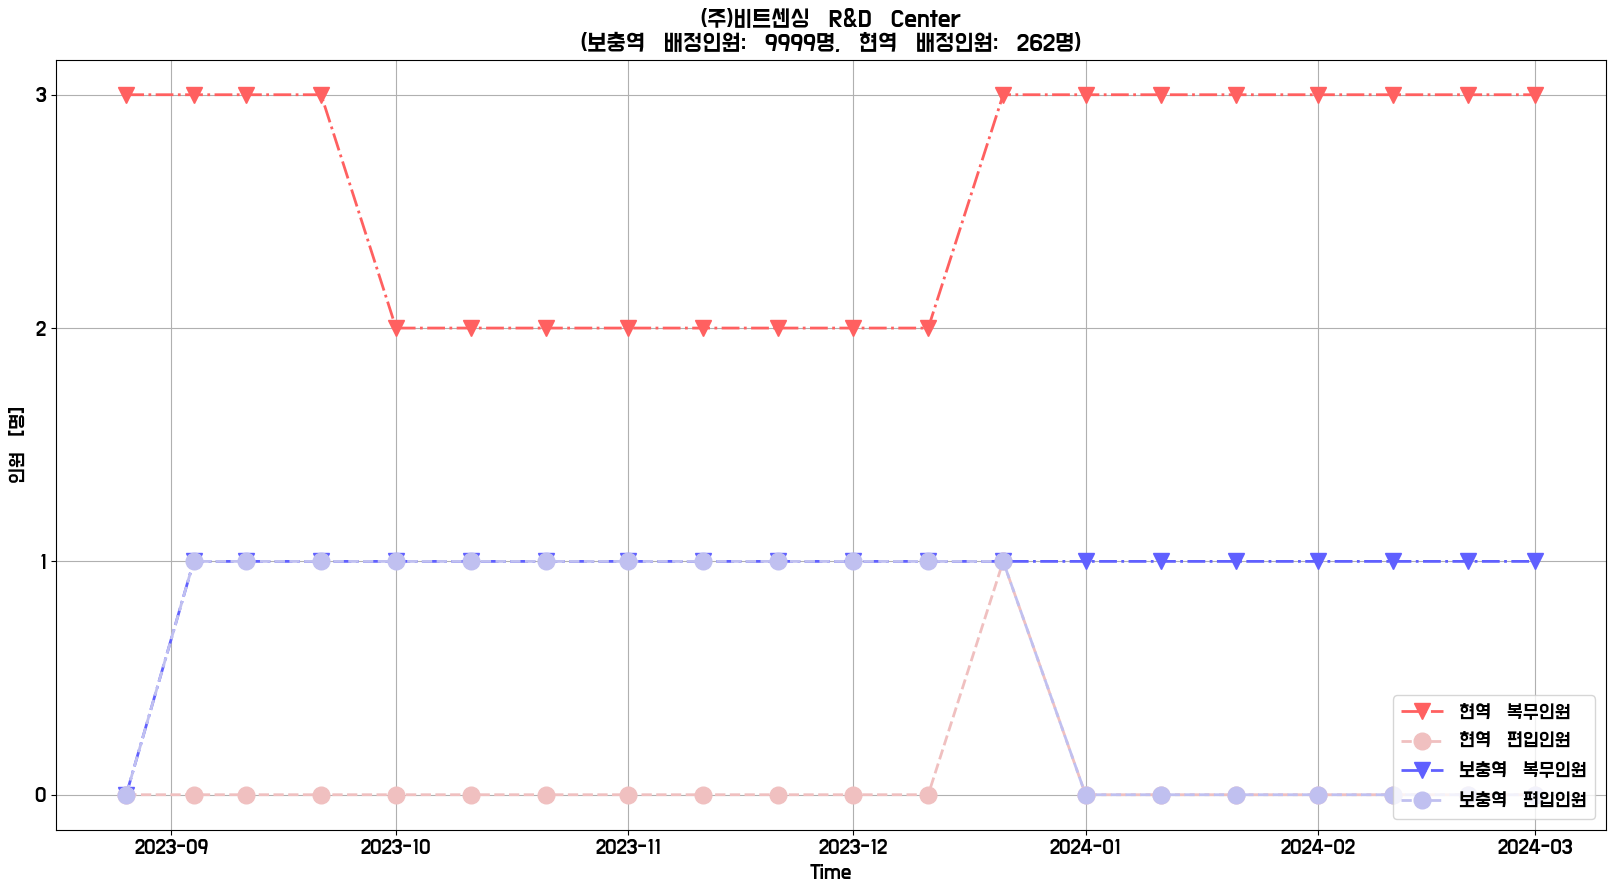 (주)비트센싱 R&D Center
(보충역 배정인원: 9999명, 현역 배정인원: 262명)
3
2
1
0
인원 [명]
2023-09 2023-10 2023-11 2023-12 2024-01 2024-02 2024-03
Time
현역 복무인원
현역 편입인원
보충역 복무인원
보충역 편입인원